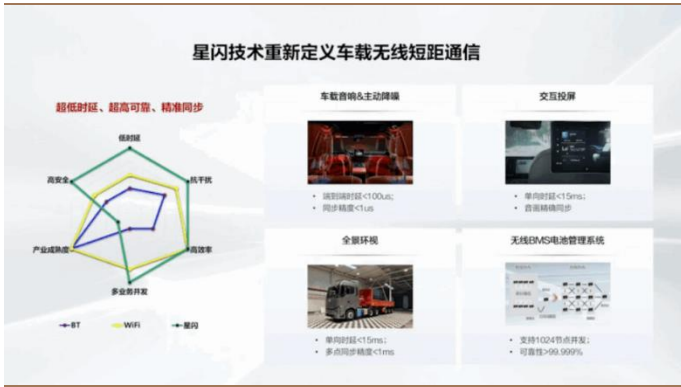 星闪技术重新定义车载无线短距通信
超低时延、超高可靠、精准同步
低时延
高安全
抗干扰
产业成熟度
高效率
多业务并发
BT
WiFi
星闪
车载音响&主动降噪
• 端到端时延<100us;
• 同步精度<1us
交互投屏
• 单向时延<15ms;
• 音画精确同步
全景环视
• 单向时延<15ms;
• 多点同步精度<1ms
无线BMS电池管理系统
• 支持1024节点并发;
• 可靠性>99.999%